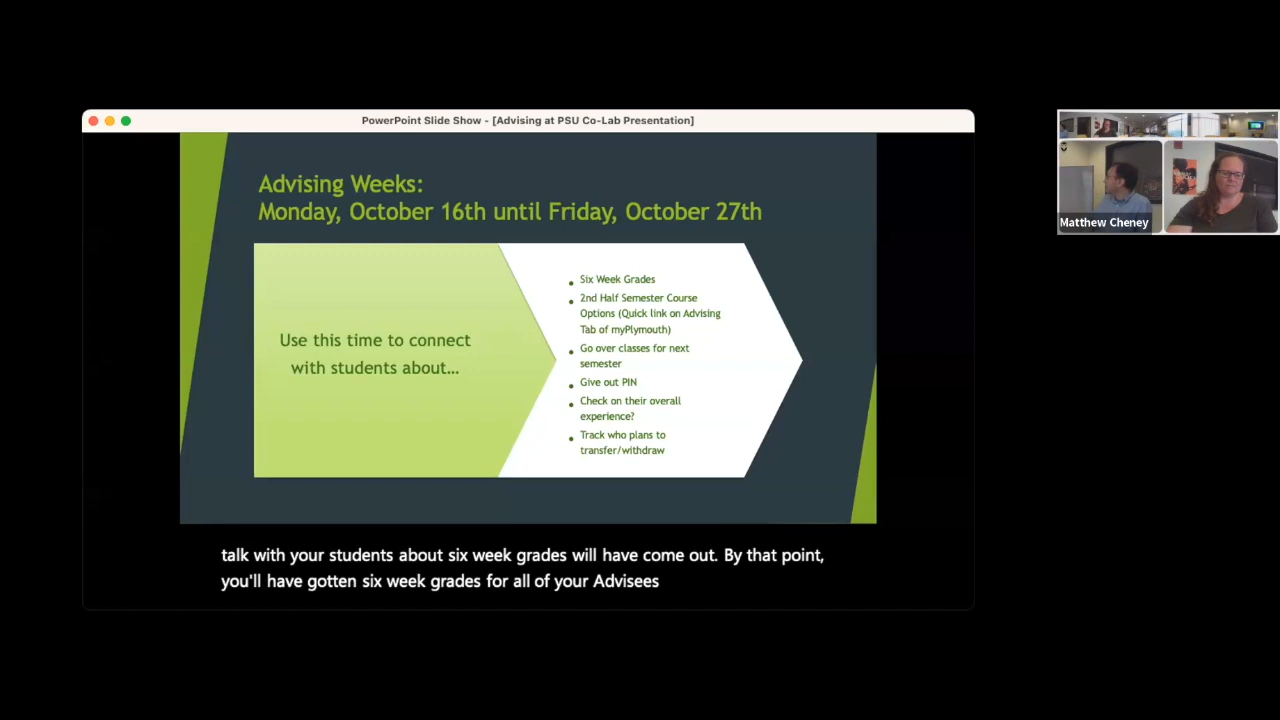 PowerPoint Slide Show - [Advising at PSU Co-Lab Presentation]
Advising Weeks:
Monday, October 16th until Friday, October 27th
Use this time to connect
with students about...
Six Week Grades
2nd Half Semester Course
Options (Quick link on Advising
Tab of myPlymouth)
Go over classes for next
semester
Give out PIN
Check on their overall
experience?
Track who plans to
transfer/withdraw
Matthew Cheney
talk with your students about six week grades will have come out. By that point,
you'll have gotten six week grades for all of your Advisees